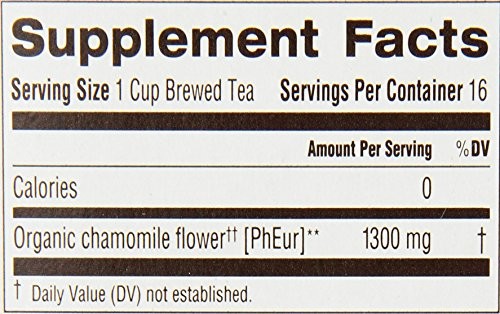 Supplement Facts
Serving Size 1 Cup Brewed Tea Servings Per Container 16
Amount Per Serving %DV
Calories 0
Organic chamomile flower†† [PhEur]** 1300 mg †
† Daily Value (DV) not established.